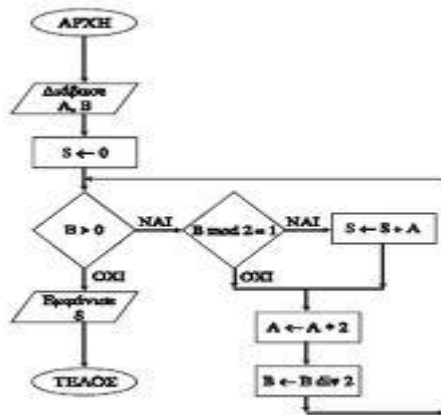 ΑΡΧΗ
Διάβασε
Α, Β
S ← 0
Β > 0
ΝΑΙ
Β mod 2 = 1
ΝΑΙ
S ← S + Α
ΟΧΙ
ΟΧΙ
Εμφάνισε
S
Α ← Α * 2
ΤΕΛΟΣ
Β ← Β div 2